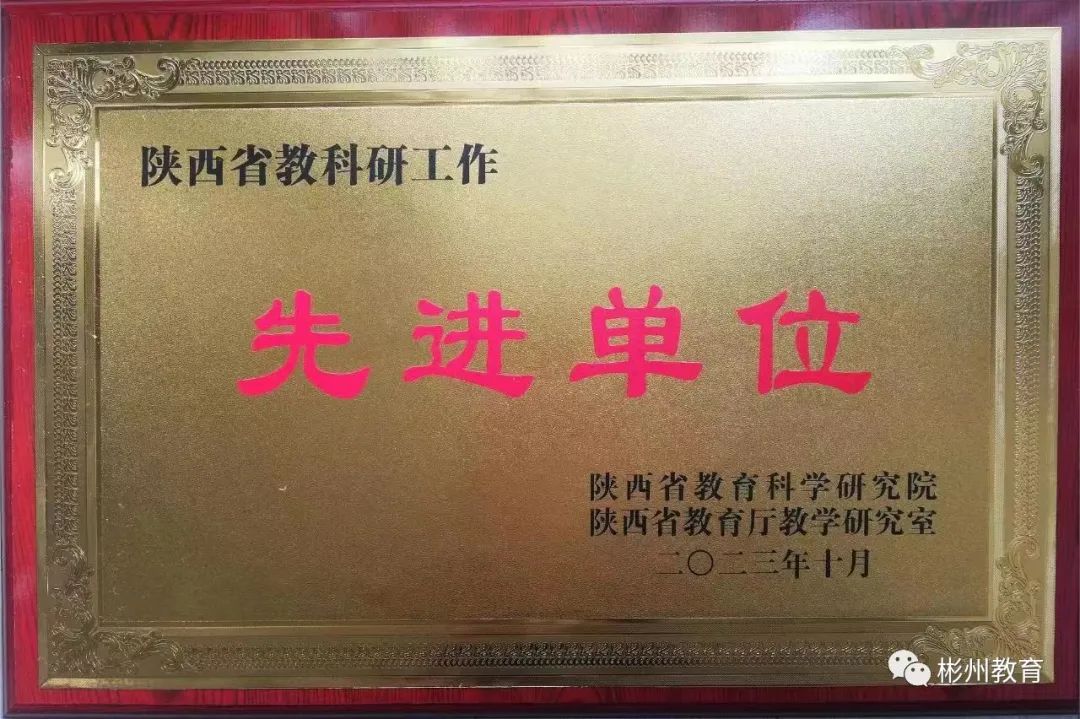 陕西省教科研工作
先进单位
陕西省教育科学研究院
陕西省教育厅教学研究室
二〇二三年十月
彬州教育